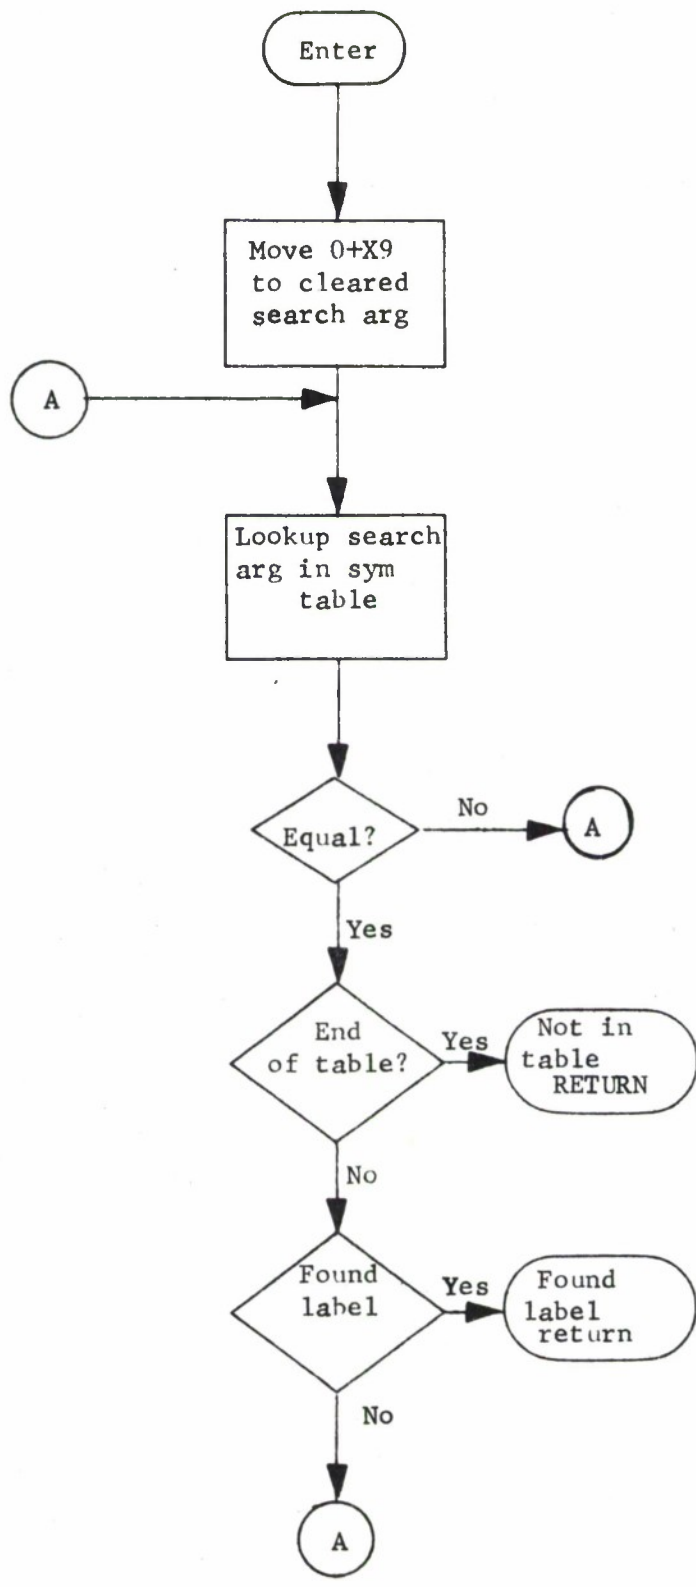 Enter
Move 0+X9
to cleared
search arg
A
Lookup search
arg in sym
table
Equal?
No
A
Yes
End
of table?
Yes
Not in
table
RETURN
No
Found
label
Yes
Found
label
return
No
A